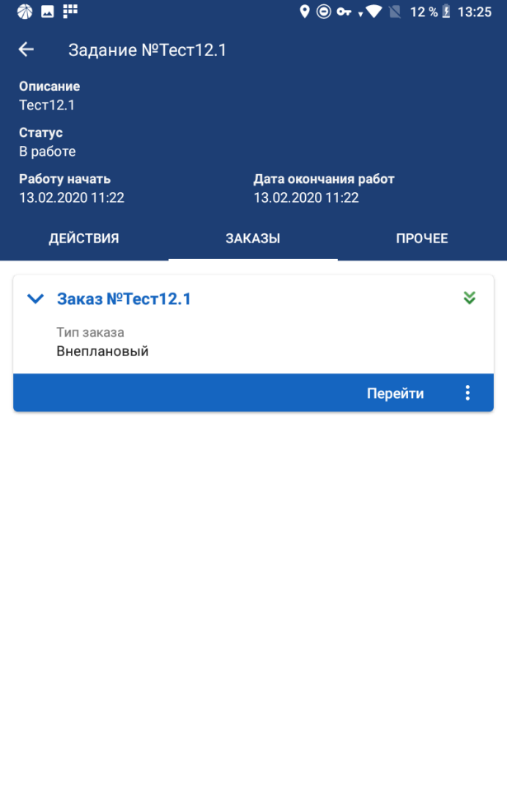 12 % 13:25
Задание №Тест12.1
Описание
Тест12.1
Статус
В работе
Работу начать
13.02.2020 11:22
Дата окончания работ
13.02.2020 11:22
ДЕЙСТВИЯ ЗАКАЗЫ ПРОЧЕЕ
Заказ №Тест12.1
Тип заказа
Внеплановый
Перейти